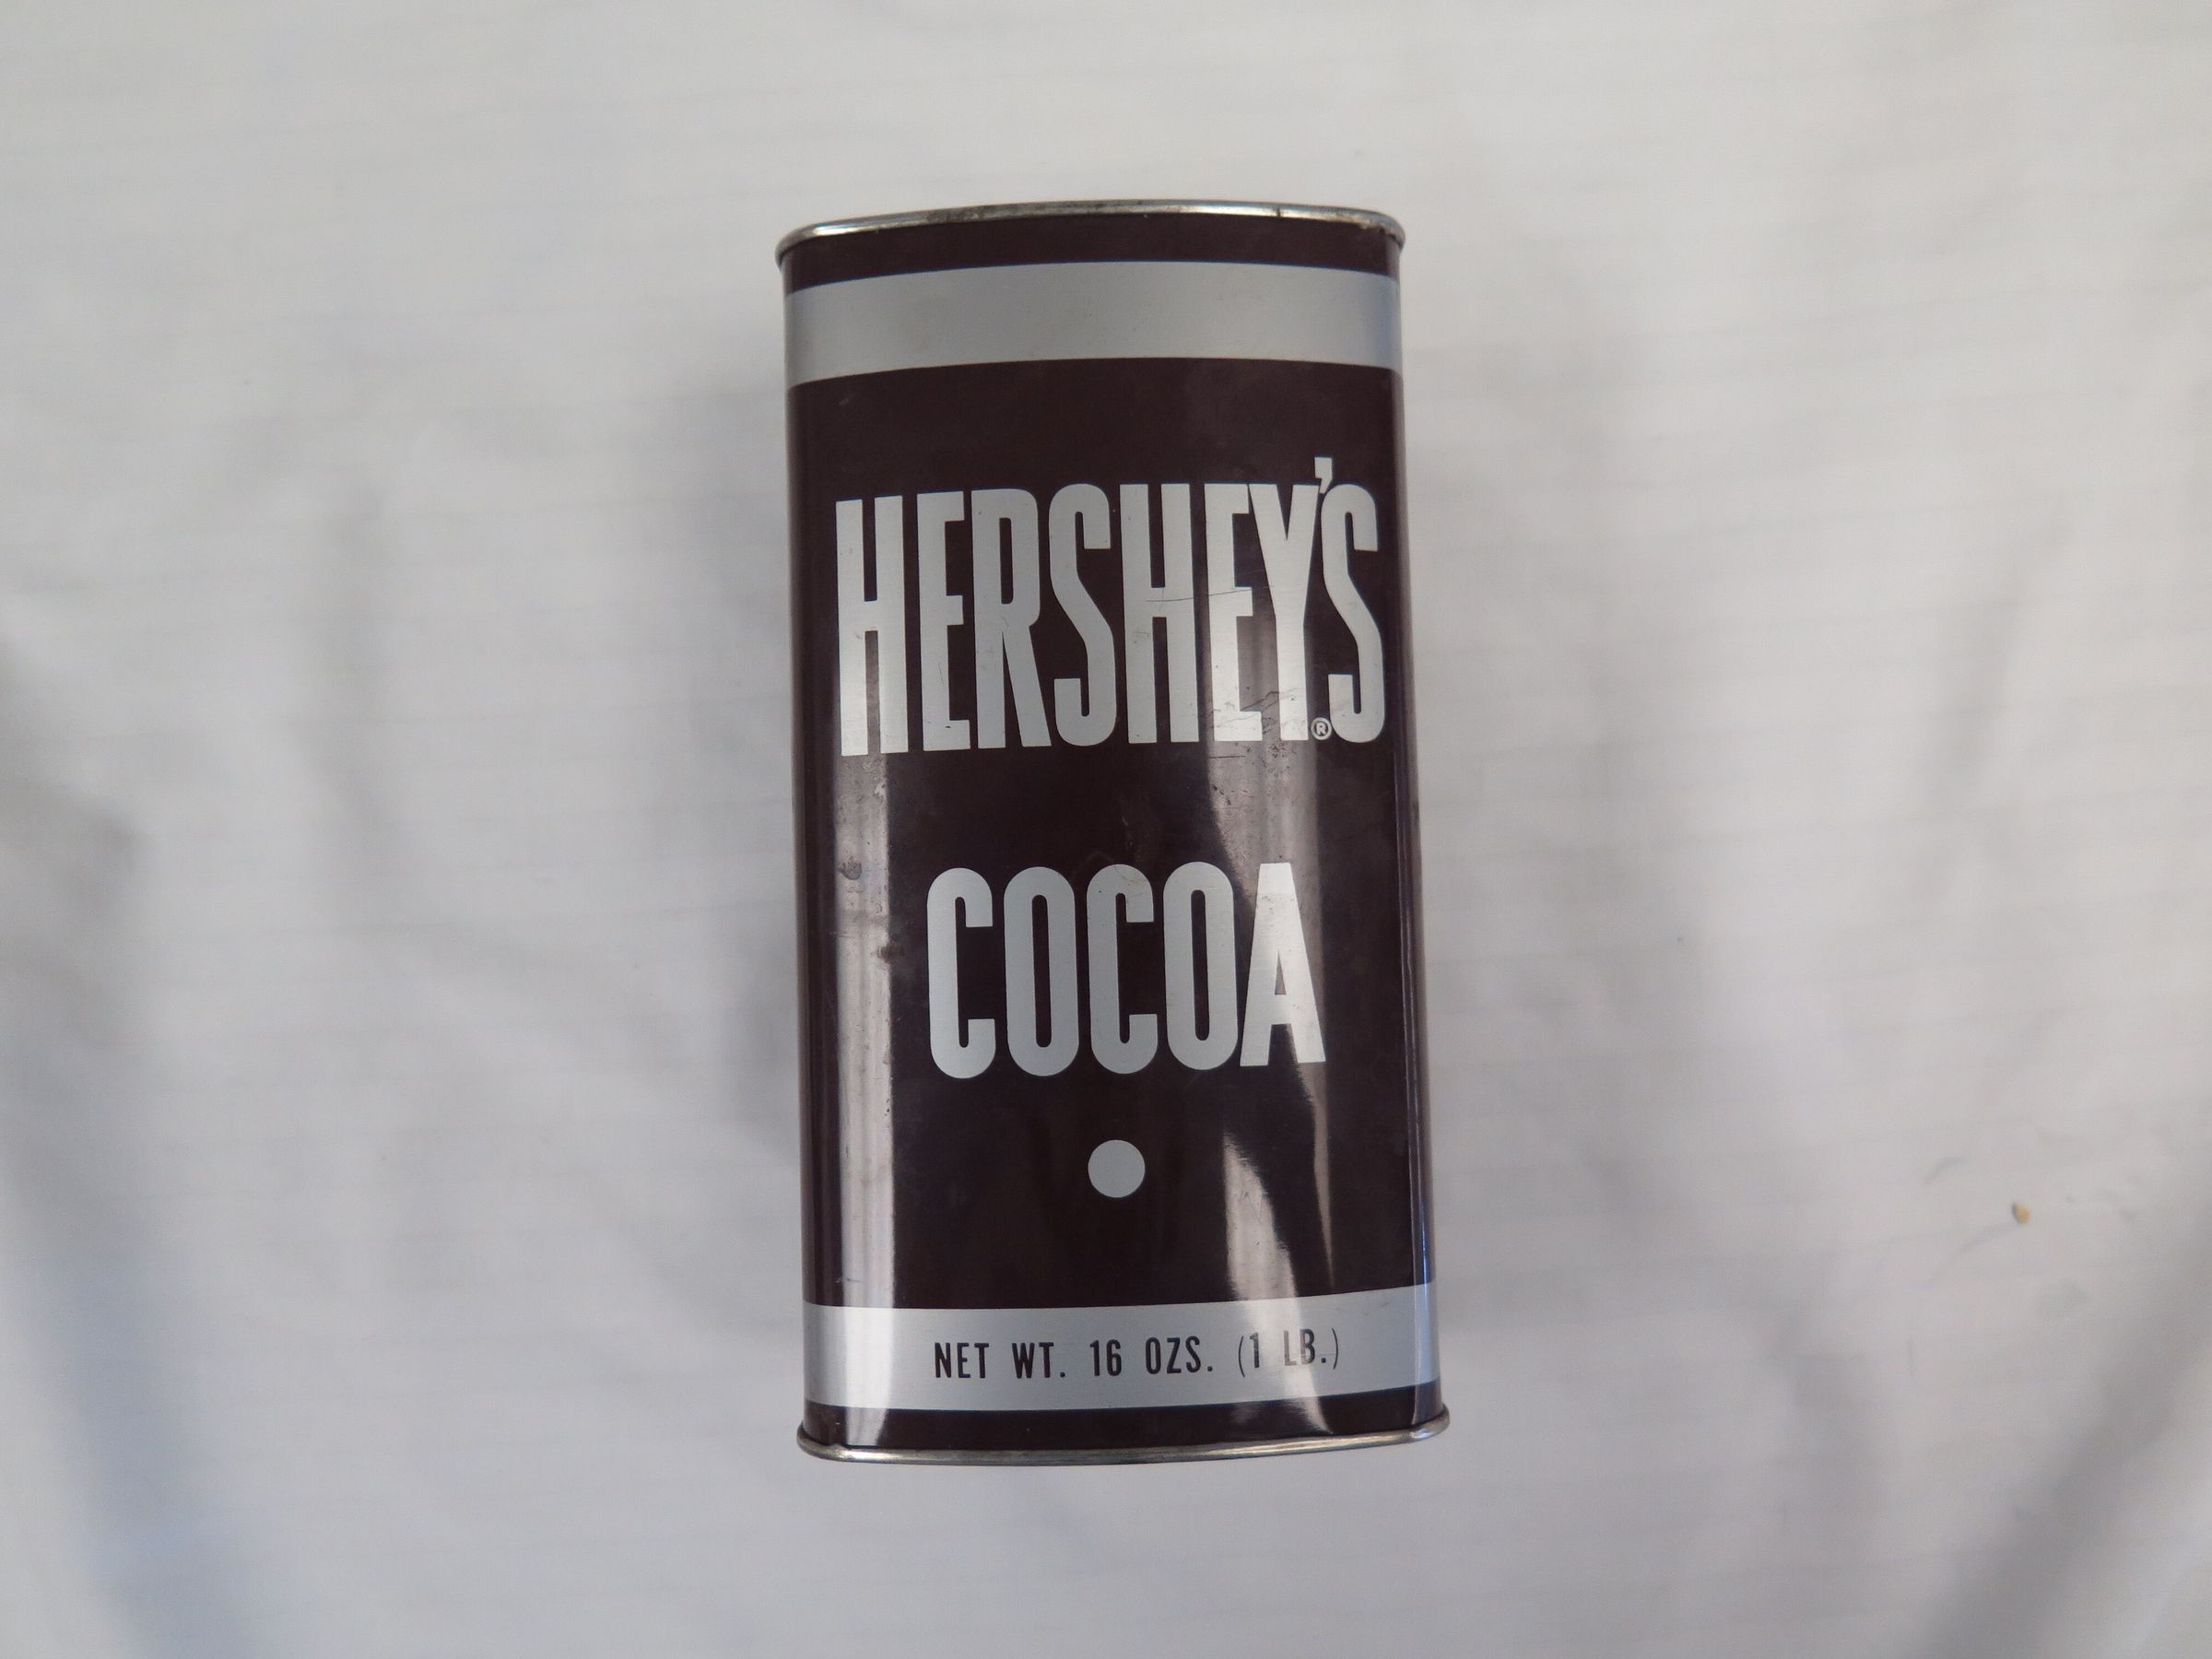 HERSHEY'S®
COCOA
NET WT. 16 OZS. (1 LB.)